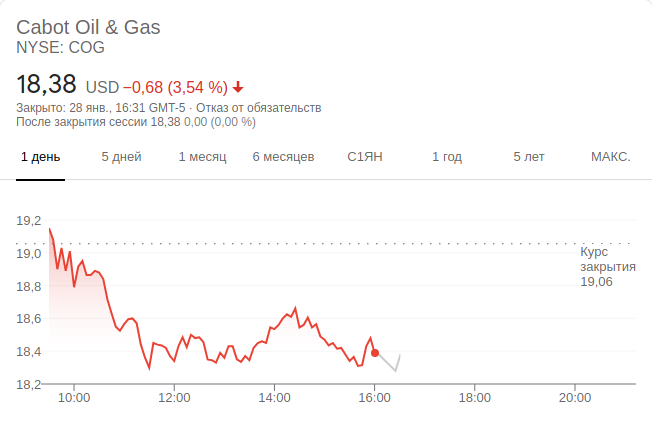 Cabot Oil & Gas
NYSE: COG
18,38 USD −0,68 (3,54 %)
Закрыто: 28 янв., 16:31 GMT-5 · Отказ от обязательств
После закрытия сессии 18,38 0,00 (0,00 %)
1 день 5 дней 1 месяц 6 месяцев С1ЯН 1 год 5 лет МАКС.
19,2
19,0
18,8
18,6
18,4
18,2
Курс
закрытия
19,06
10:00 12:00 14:00 16:00 18:00 20:00